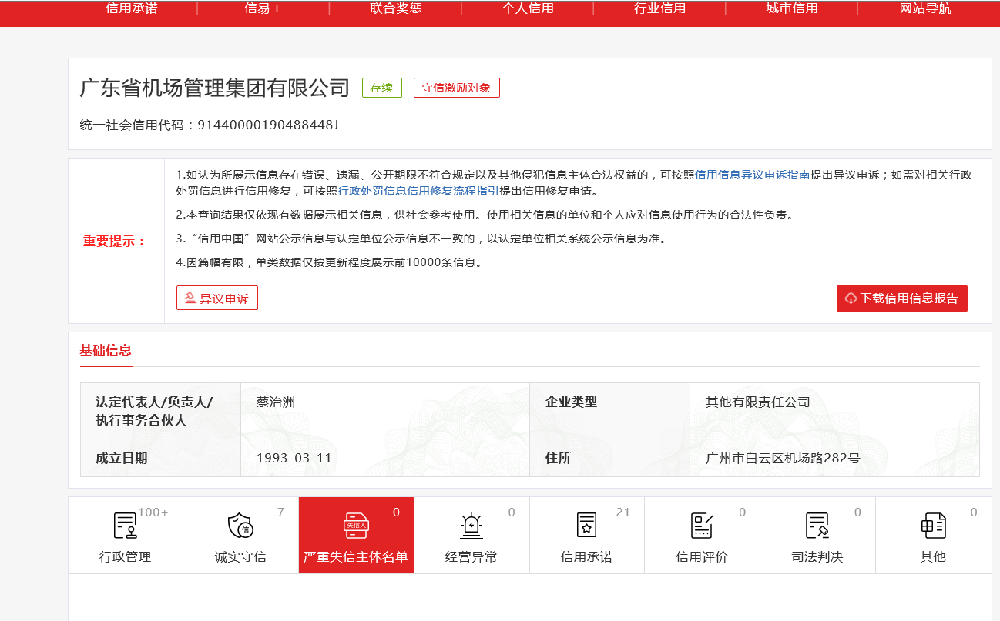 信用承诺 信易 + 联合奖惩 个人信用 行业信用 城市信用 网站导航
广东省机场管理集团有限公司 存续 守信激励对象
统一社会信用代码：91440000190488448J
重要提示：
1.如认为所展示信息存在错误、遗漏、公开期限不符合规定以及其他侵犯信息主体合法权益的，可按照信用信息异议申诉指南提出异议申诉；如需对相关行政
处罚信息进行信用修复，可按照行政处罚信息信用修复流程指引提出信用修复申请。
2.本查询结果仅依现有数据展示相关信息，供社会参考使用。使用相关信息的单位和个人应对信息使用行为的合法性负责。
3.“信用中国”网站公示信息与认定单位公示信息不一致的，以认定单位相关系统公示信息为准。
4.因篇幅有限，单类数据仅按更新程度展示前10000条信息。
异议申诉 下载信用信息报告
基础信息
法定代表人/负责人/
执行事务合伙人
蔡治洲
企业类型
其他有限责任公司
成立日期
1993-03-11
住所
广州市白云区机场路282号
100+
行政管理
7
信
诚实守信
0
失信人
严重失信主体名单
0
经营异常
21
信用承诺
0
信用评价
0
司法判决
0
其他